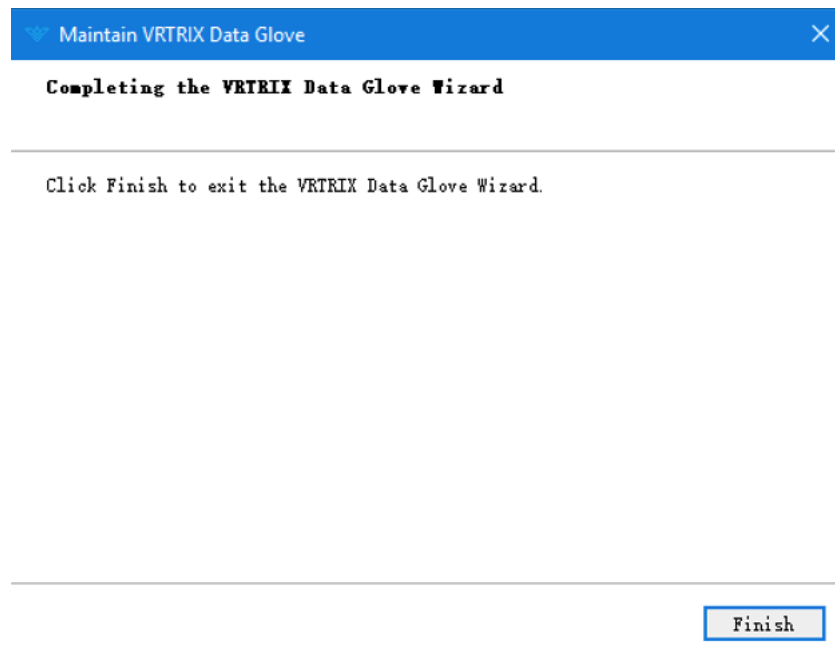 Maintain VRTRIX Data Glove
Completing the VRTRIX Data Glove Wizard
Click Finish to exit the VRTRIX Data Glove Wizard.
Finish